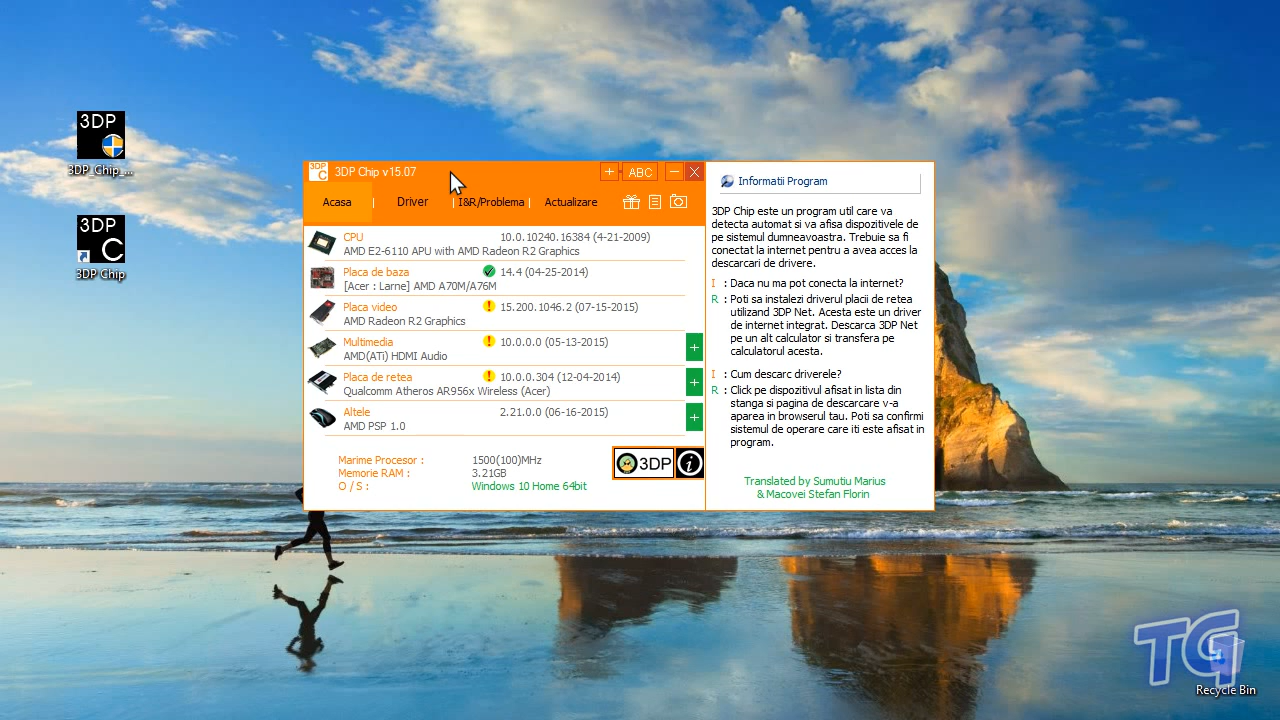 3DP
3DP_Chip_...
3DP
C
3DP Chip
3DP
C
3DP Chip v15.07
ABC
Acasa
Driver
I&R/Problema
Actualizare
CPU 10.0.10240.16384 (4-21-2009)
AMD E2-6110 APU with AMD Radeon R2 Graphics
Placa de baza 14.4 (04-25-2014)
[Acer : Larne] AMD A70M/A76M
Placa video 15.200.1046.2 (07-15-2015)
AMD Radeon R2 Graphics
Multimedia 10.0.0.0 (05-13-2015)
AMD(ATi) HDMI Audio
Placa de retea 10.0.0.304 (12-04-2014)
Qualcomm Atheros AR956x Wireless (Acer)
Altele 2.21.0.0 (06-16-2015)
AMD PSP 1.0
Marime Procesor : 1500(100)MHz
Memorie RAM : 3.21GB
O / S : Windows 10 Home 64bit
3DP
i
Informatii Program
3DP Chip este un program util care va
detecta automat si va afisa dispozitivele de
pe sistemul dumneavoastra. Trebuie sa fi
conectat la internet pentru a avea acces la
descarcari de drivere.
I : Daca nu ma pot conecta la internet?
R : Poti sa instalezi driverul placii de retea
utilizand 3DP Net. Acesta este un driver
de internet integrat. Descarca 3DP Net
pe un alt calculator si transfera pe
calculatorul acesta.
I : Cum descarc driverele?
R : Click pe dispozitivul afisat in lista din
stanga si pagina de descarcare v-a
aparea in browserul tau. Poti sa confirmi
sistemul de operare care iti este afisat in
program.
Translated by Sumutiu Marius
& Macovei Stefan Florin
TG
Recycle Bin